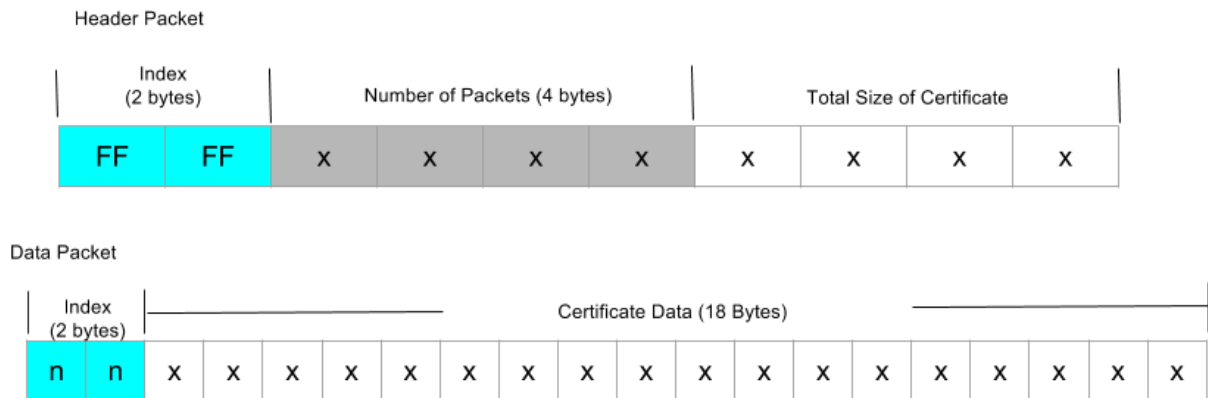 Header Packet
Index
(2 bytes)
Number of Packets (4 bytes)
Total Size of Certificate
FF FF x x x x x x x x
Data Packet
Index
(2 bytes)
Certificate Data (18 Bytes)
n n x x x x x x x x x x x x x x x x x x